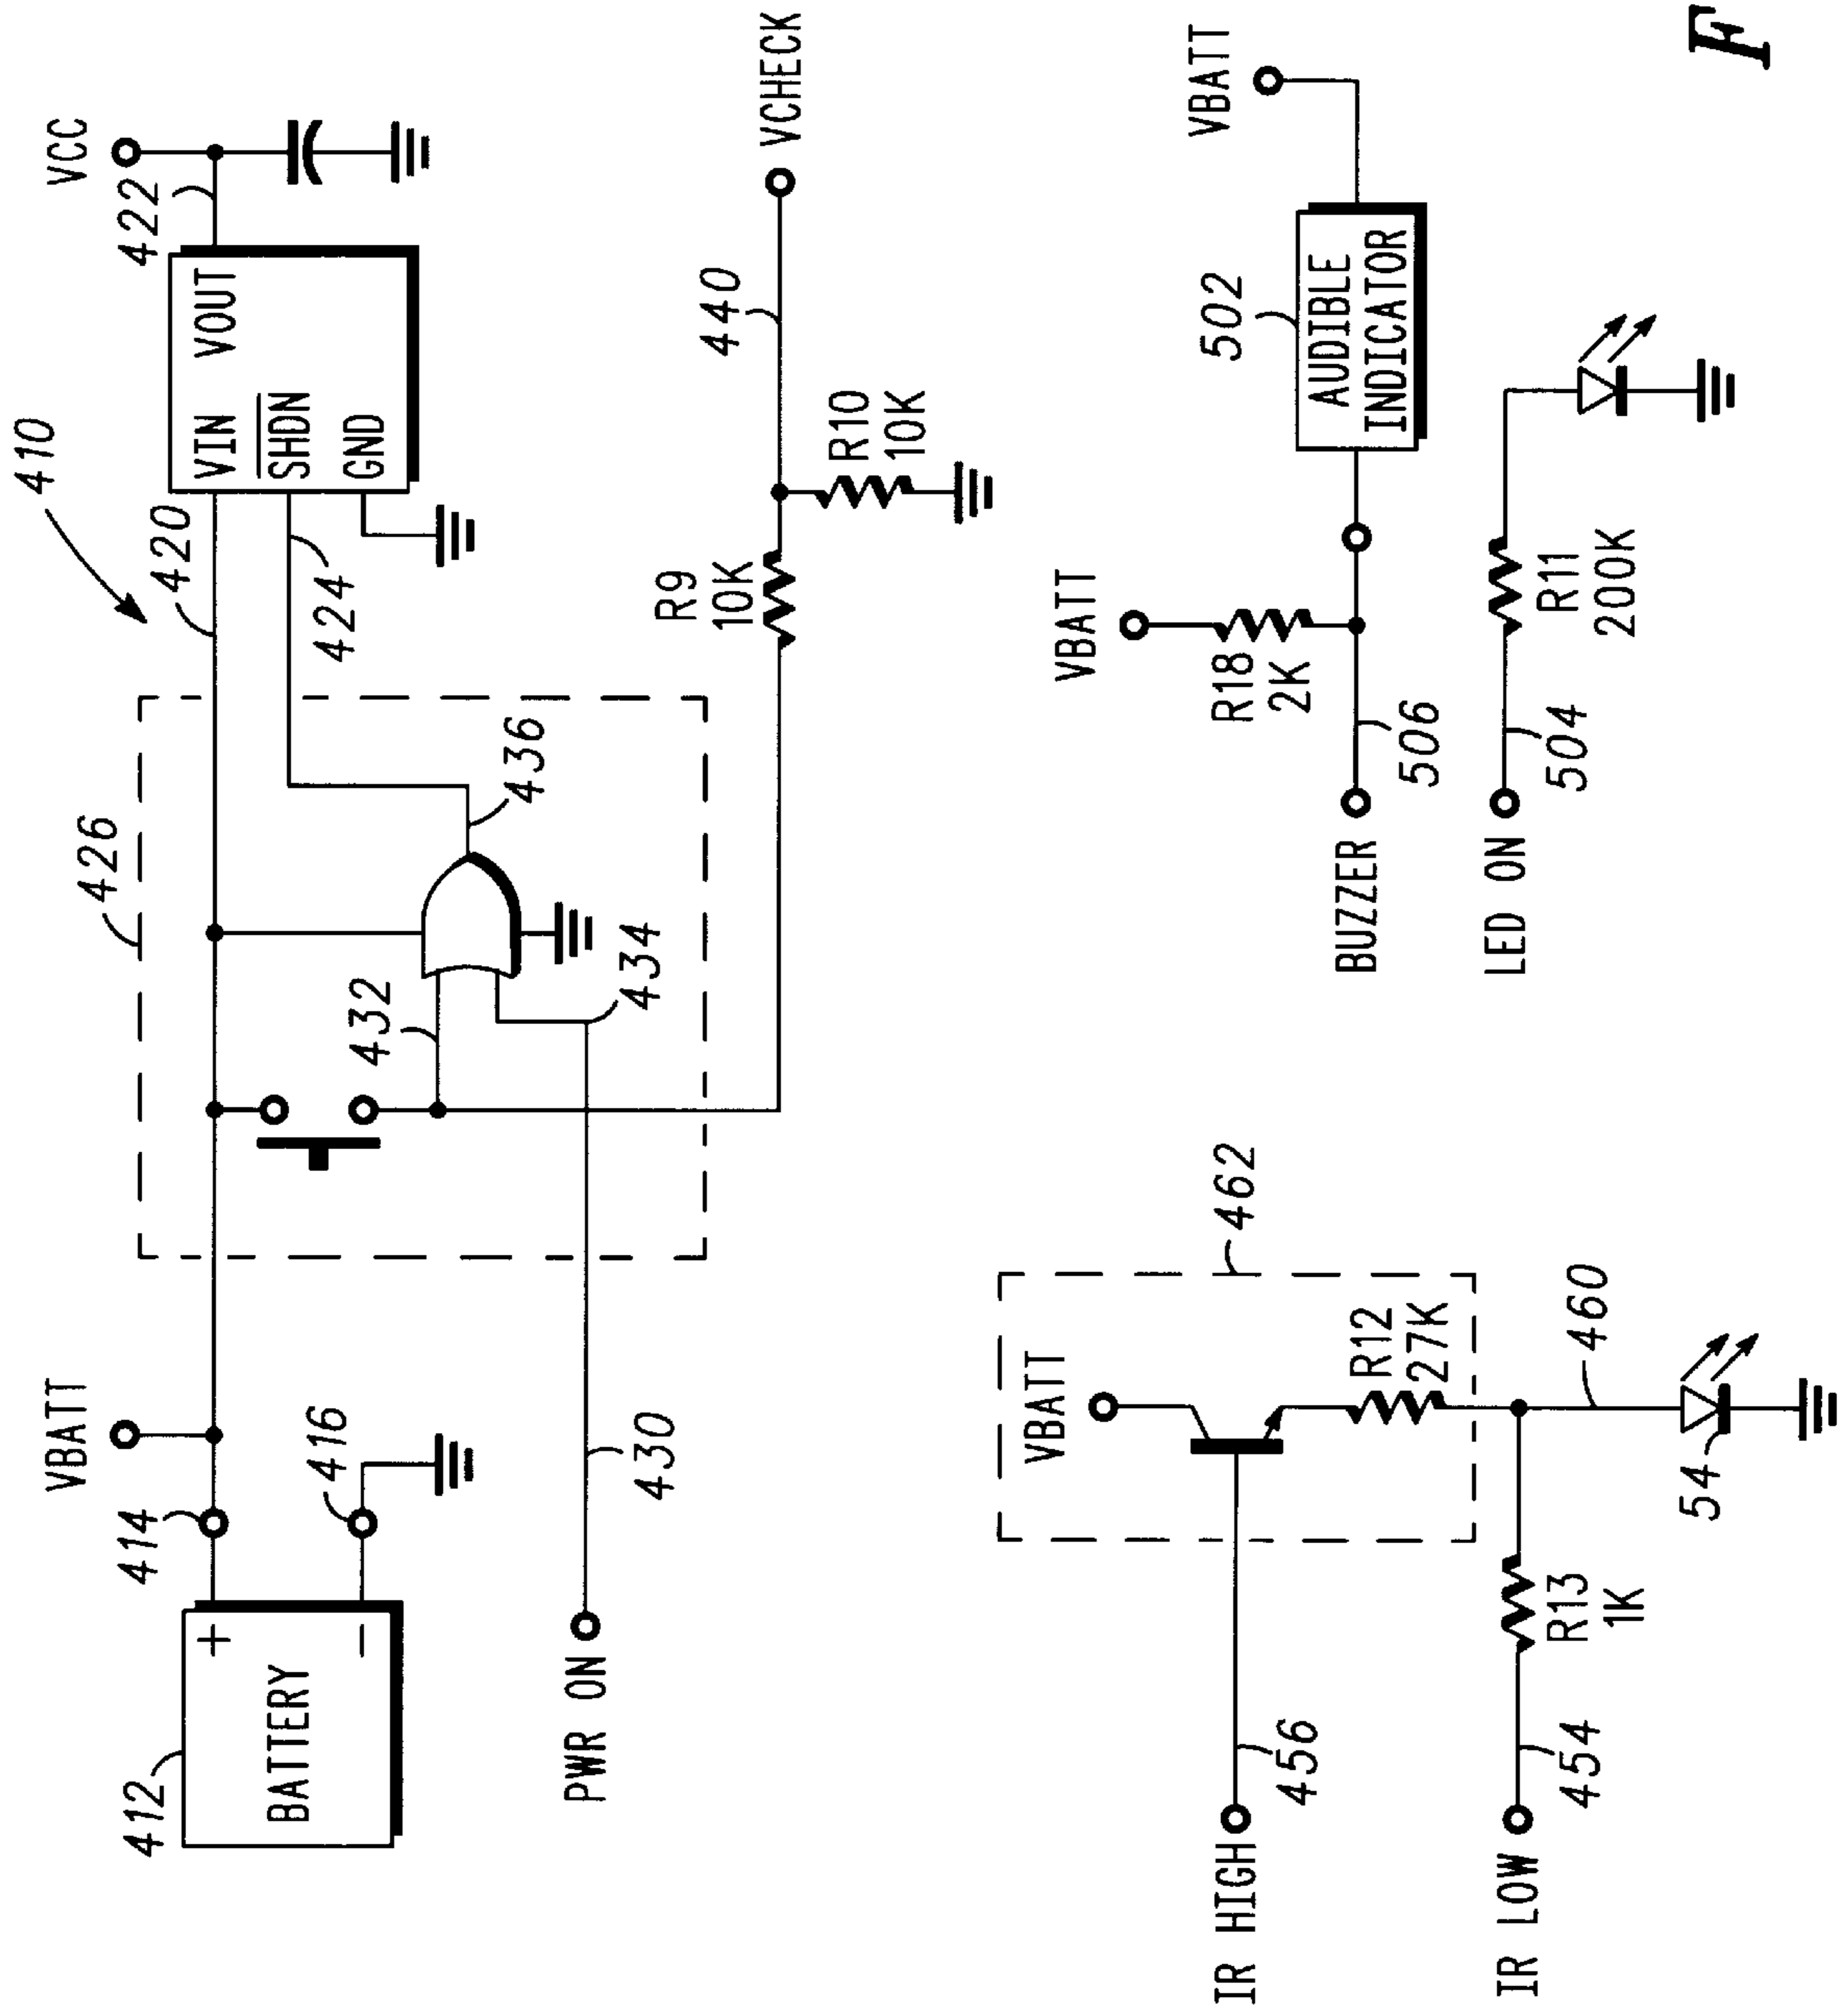 410
412
BATTERY
+
−
414
416
VBATT
426
420
422
VCC
VIN VOUT
SHDN
GND
424
432
434
436
PWR ON
430
R9
10K
R10
10K
440
VCHECK
IR HIGH
456
VBATT
462
R12
27K
IR LOW
454
R13
1K
460
54
VBATT
R18
2K
BUZZER
506
502
AUDIBLE
INDICATOR
VBATT
LED ON
504
R11
200K
F